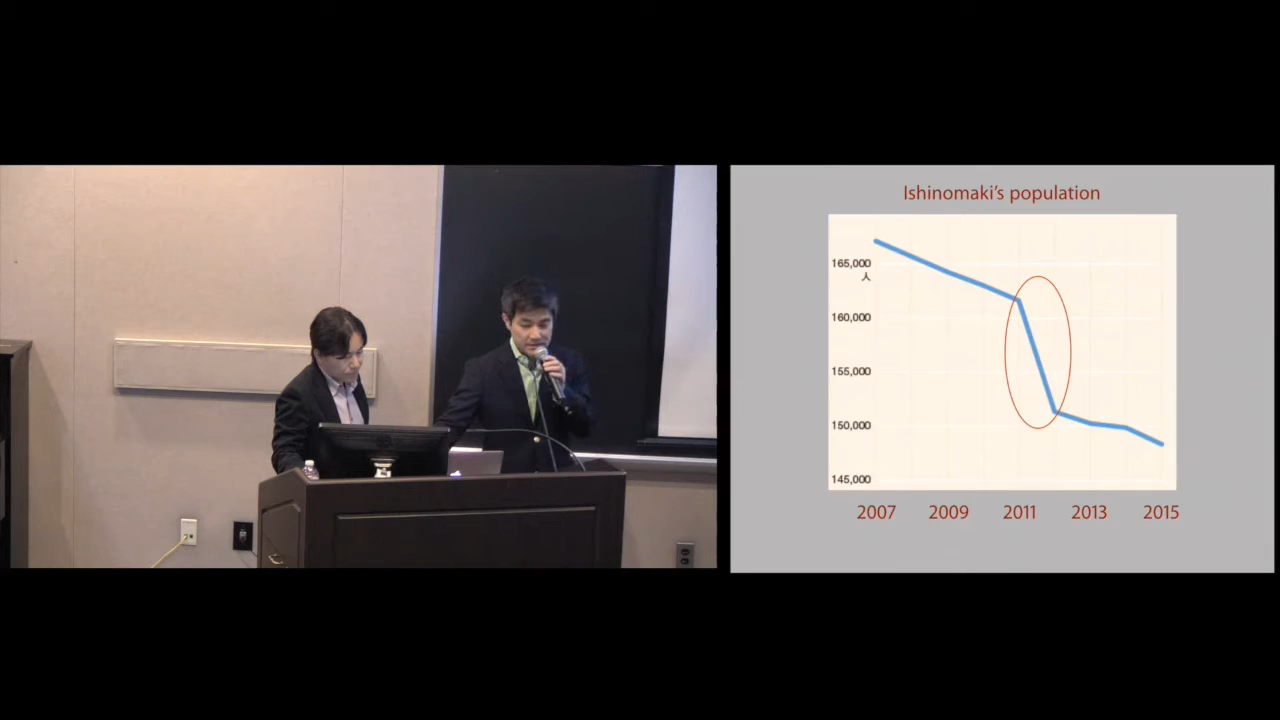 Ishinomaki's population
165,000
人
160,000
155,000
150,000
145,000
2007 2009 2011 2013 2015